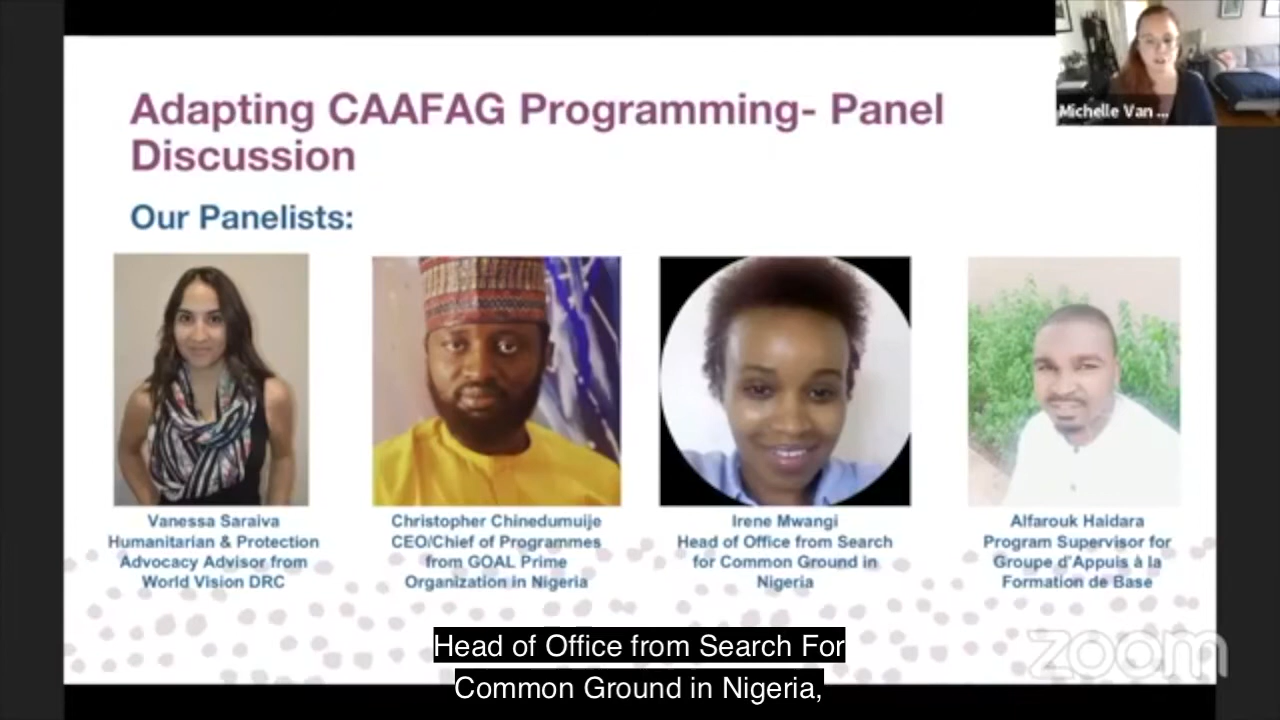 Adapting CAAFAG Programming- Panel
Discussion
Michelle Van ...
Our Panelists:
Vanessa Saraiva
Humanitarian & Protection
Advocacy Advisor from
World Vision DRC
Christopher Chinedumuije
CEO/Chief of Programmes
from GOAL Prime
Organization in Nigeria
Irene Mwangi
Head of Office from Search
for Common Ground in
Nigeria
Alfarouk Haidara
Program Supervisor for
Groupe d'Appuis à la
Formation de Base
Head of Office from Search For
Common Ground in Nigeria,
zoom